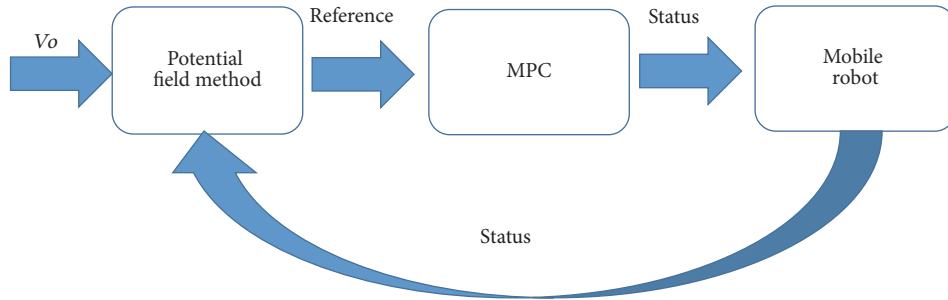 Vo
Potential
field method
Reference
MPC
Status
Mobile
robot
Status